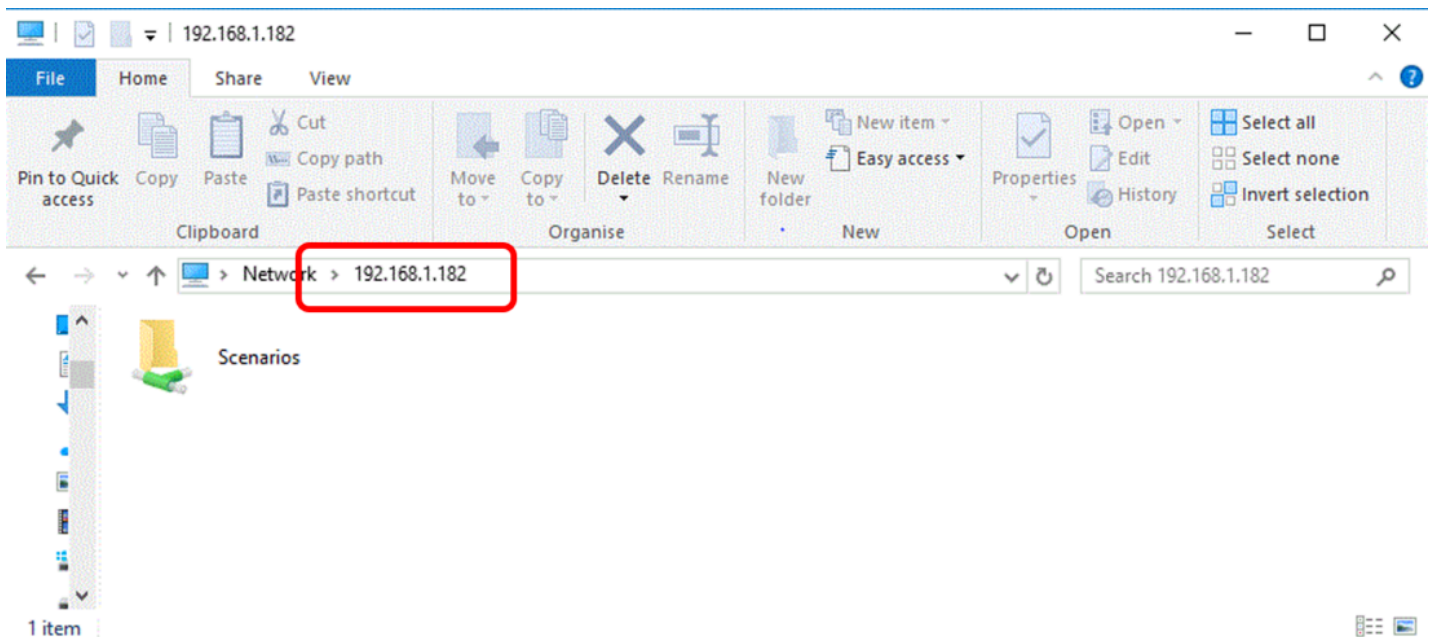 192.168.1.182
File Home Share View
Pin to Quick access
Copy
Paste
Cut
Copy path
Paste shortcut
Clipboard
Move to
Copy to
Delete
Rename
Organise
New folder
New item
Easy access
New
Properties
Open
Edit
History
Open
Select all
Select none
Invert selection
Select
Network > 192.168.1.182
Search 192.168.1.182
Scenarios
1 item